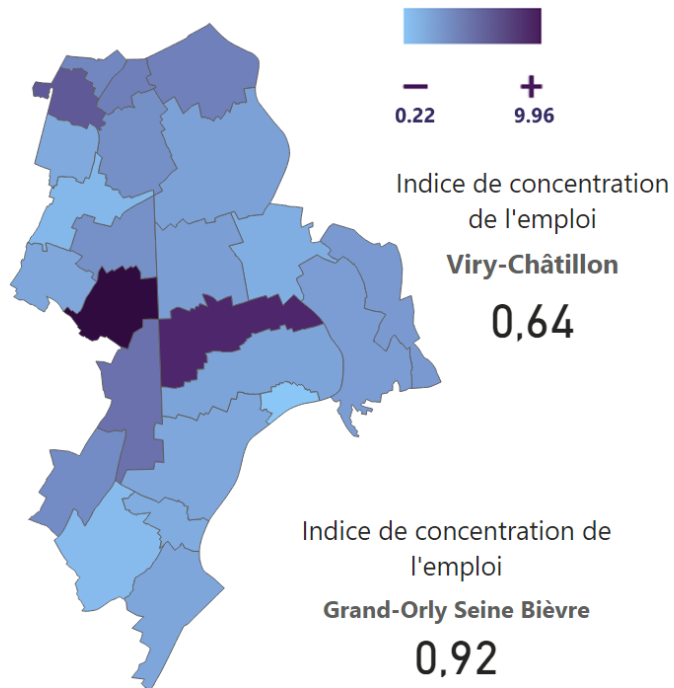 − +
0.22 9.96
Indice de concentration
de l'emploi
Viry-Châtillon
0,64
Indice de concentration de
l'emploi
Grand-Orly Seine Bièvre
0,92